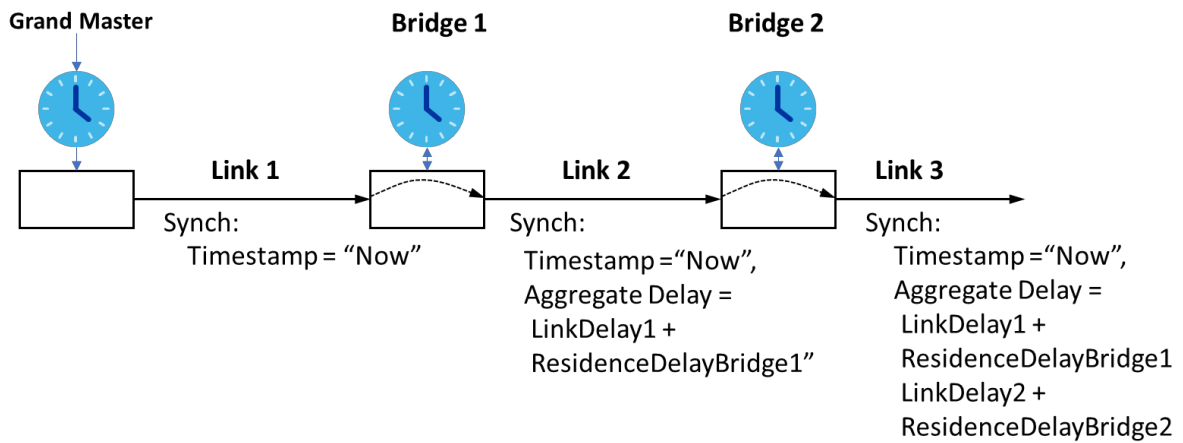 Grand Master
Bridge 1
Bridge 2
Link 1
Link 2
Link 3
Synch:
Timestamp = “Now”
Synch:
Timestamp =“Now”,
Aggregate Delay =
LinkDelay1 +
ResidenceDelayBridge1”
Synch:
Timestamp =“Now”,
Aggregate Delay =
LinkDelay1 +
ResidenceDelayBridge1
LinkDelay2 +
ResidenceDelayBridge2